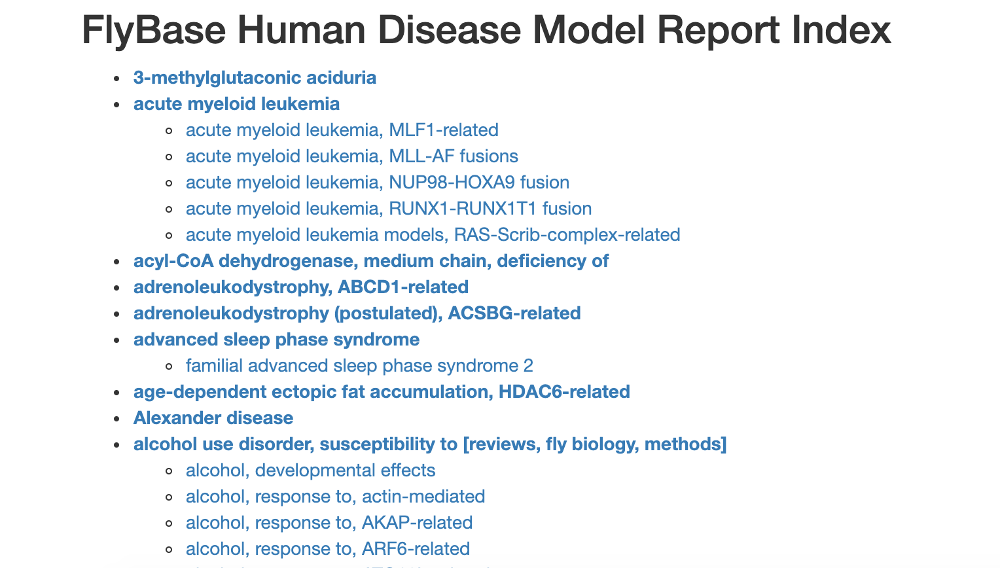 FlyBase Human Disease Model Report Index
3-methylglutaconic aciduria
acute myeloid leukemia
acute myeloid leukemia, MLF1-related
acute myeloid leukemia, MLL-AF fusions
acute myeloid leukemia, NUP98-HOXA9 fusion
acute myeloid leukemia, RUNX1-RUNX1T1 fusion
acute myeloid leukemia models, RAS-Scrib-complex-related
acyl-CoA dehydrogenase, medium chain, deficiency of
adrenoleukodystrophy, ABCD1-related
adrenoleukodystrophy (postulated), ACSBG-related
advanced sleep phase syndrome
familial advanced sleep phase syndrome 2
age-dependent ectopic fat accumulation, HDAC6-related
Alexander disease
alcohol use disorder, susceptibility to [reviews, fly biology, methods]
alcohol, developmental effects
alcohol, response to, actin-mediated
alcohol, response to, AKAP-related
alcohol, response to, ARF6-related